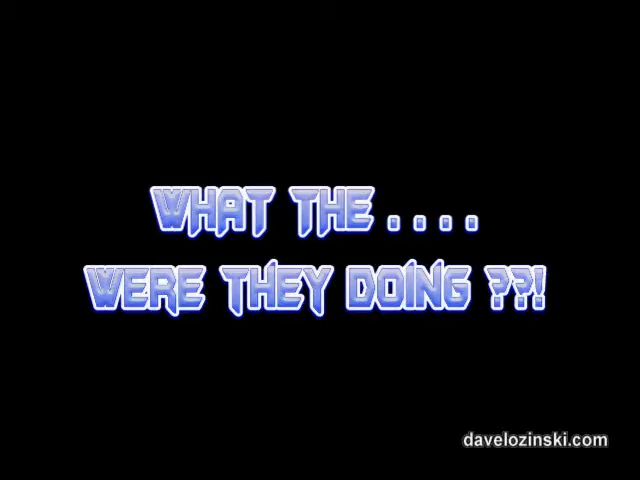 WHAT THE . . . .
WERE THEY DOING ??!
davelozinski.com